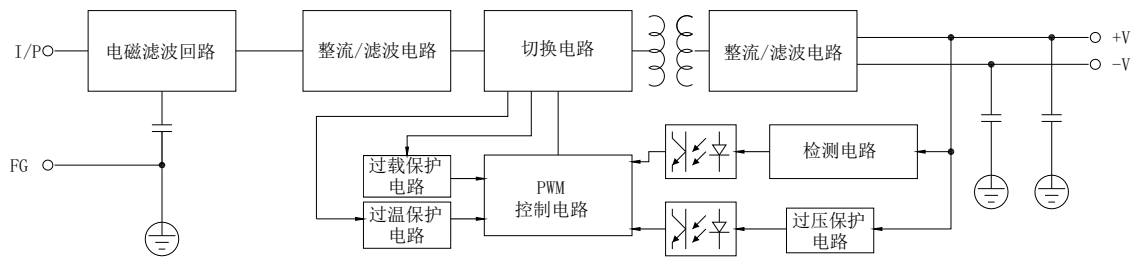 I/P
电磁滤波回路
整流/滤波电路
切换电路
整流/滤波电路
+V
-V
FG
过载保护
电路
过温保护
电路
PWM
控制电路
检测电路
过压保护
电路